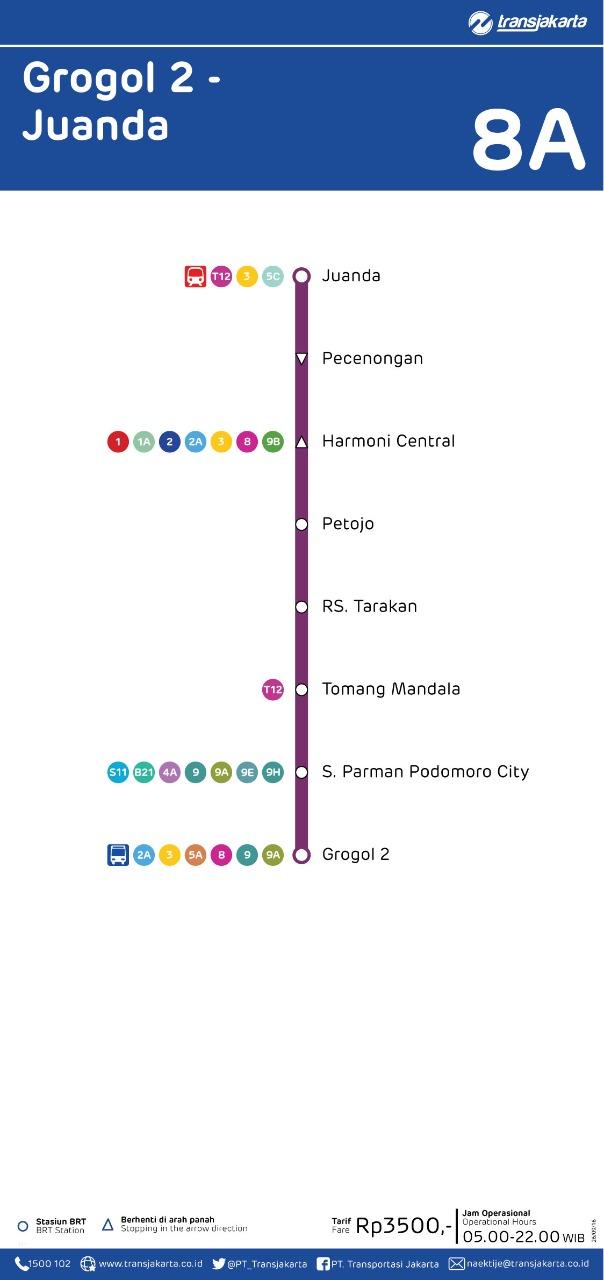 transjakarta
Grogol 2 -
Juanda
8A
T12 3 5C Juanda
Pecenongan
1 1A 2 2A 3 8 9B Harmoni Central
Petojo
RS. Tarakan
T12 Tomang Mandala
S11 B21 4A 9 9A 9E 9H S. Parman Podomoro City
2A 3 5A 8 9 9A Grogol 2
Stasiun BRT
BRT Station
Berhenti di arah panah
Stopping in the arrow direction
Tarif
Fare
Rp3500,-
Jam Operasional
Operational Hours
05.00-22.00 WIB
1500 102 www.transjakarta.co.id @PT_Transjakarta PT. Transportasi Jakarta naektije@transjakarta.co.id